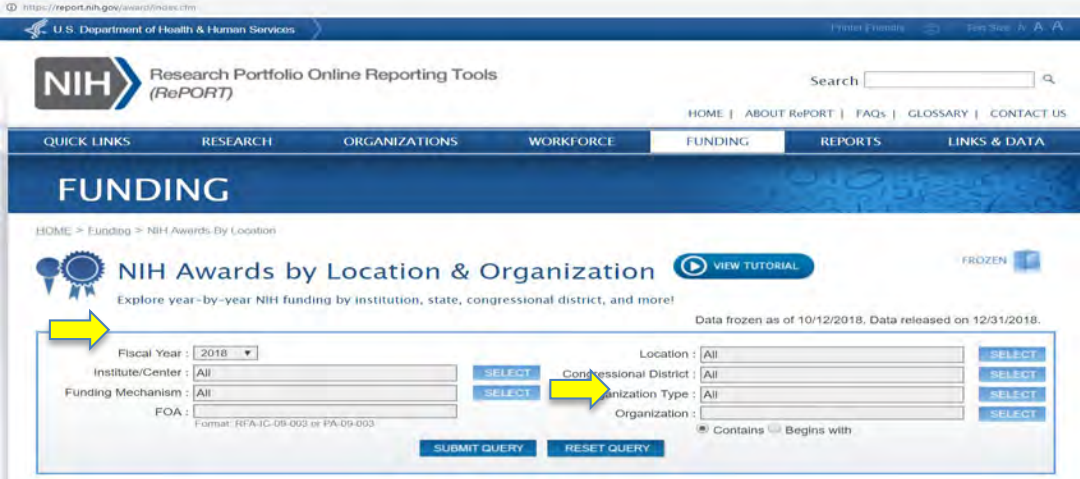 https://report.nih.gov/award/index.cfm
U.S. Department of Health & Human Services
Printer Friendly Text Size A A A
NIH Research Portfolio Online Reporting Tools
(RePORT)
Search
HOME | ABOUT RePORT | FAQs | GLOSSARY | CONTACT US
QUICK LINKS RESEARCH ORGANIZATIONS WORKFORCE FUNDING REPORTS LINKS & DATA
FUNDING
HOME > Funding > NIH Awards By Location
NIH Awards by Location & Organization
VIEW TUTORIAL
FROZEN
Explore year-by-year NIH funding by institution, state, congressional district, and more!
Data frozen as of 10/12/2018. Data released on 12/31/2018.
Fiscal Year : 2018 Location : All SELECT
Institute/Center : All SELECT Congressional District : All SELECT
Funding Mechanism : All SELECT ganization Type : All SELECT
FOA : Organization : SELECT
Format: RFA-IC-09-003 or PA-09-003
Contains Begins with
SUBMIT QUERY RESET QUERY